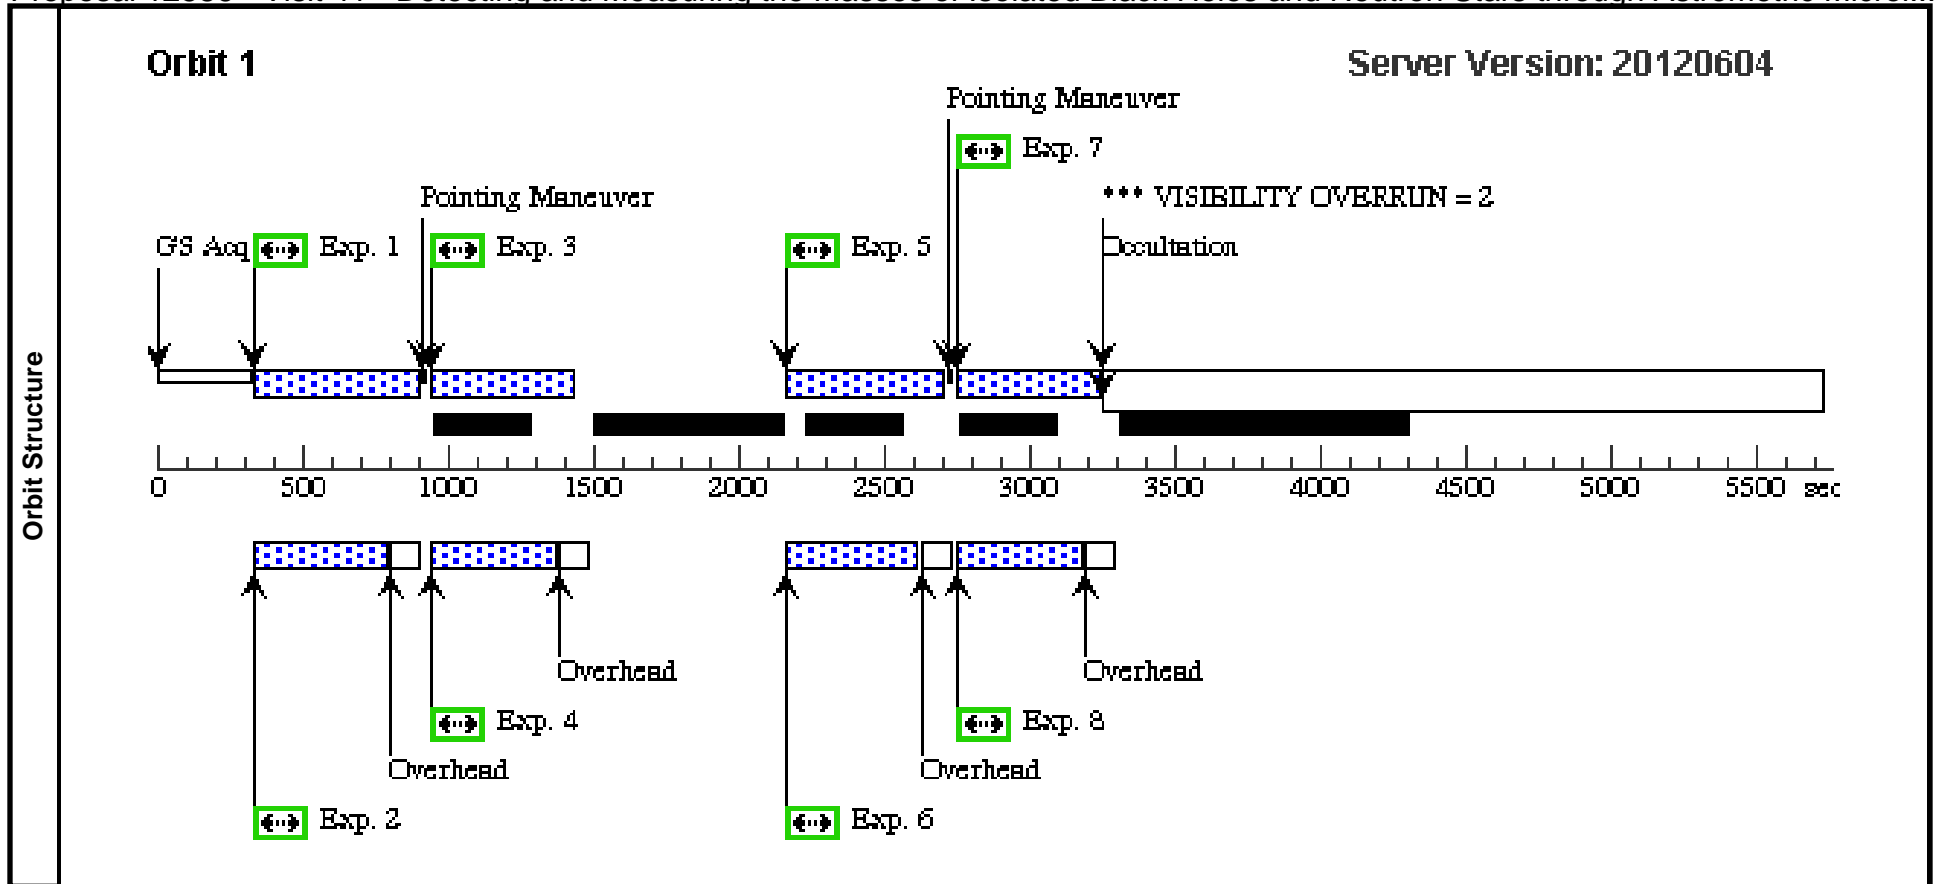 Orbit 1
Server Version: 20120604
Pointing Maneuver
Exp. 7
Pointing Maneuver
*** VISIBILITY OVERRUN = 2
GS Acq
Exp. 1
Exp. 3
Exp. 5
Occultation
Orbit Structure
0 500 1000 1500 2000 2500 3000 3500 4000 4500 5000 5500 sec
Overhead
Overhead
Exp. 4
Exp. 8
Overhead
Overhead
Exp. 2
Exp. 6